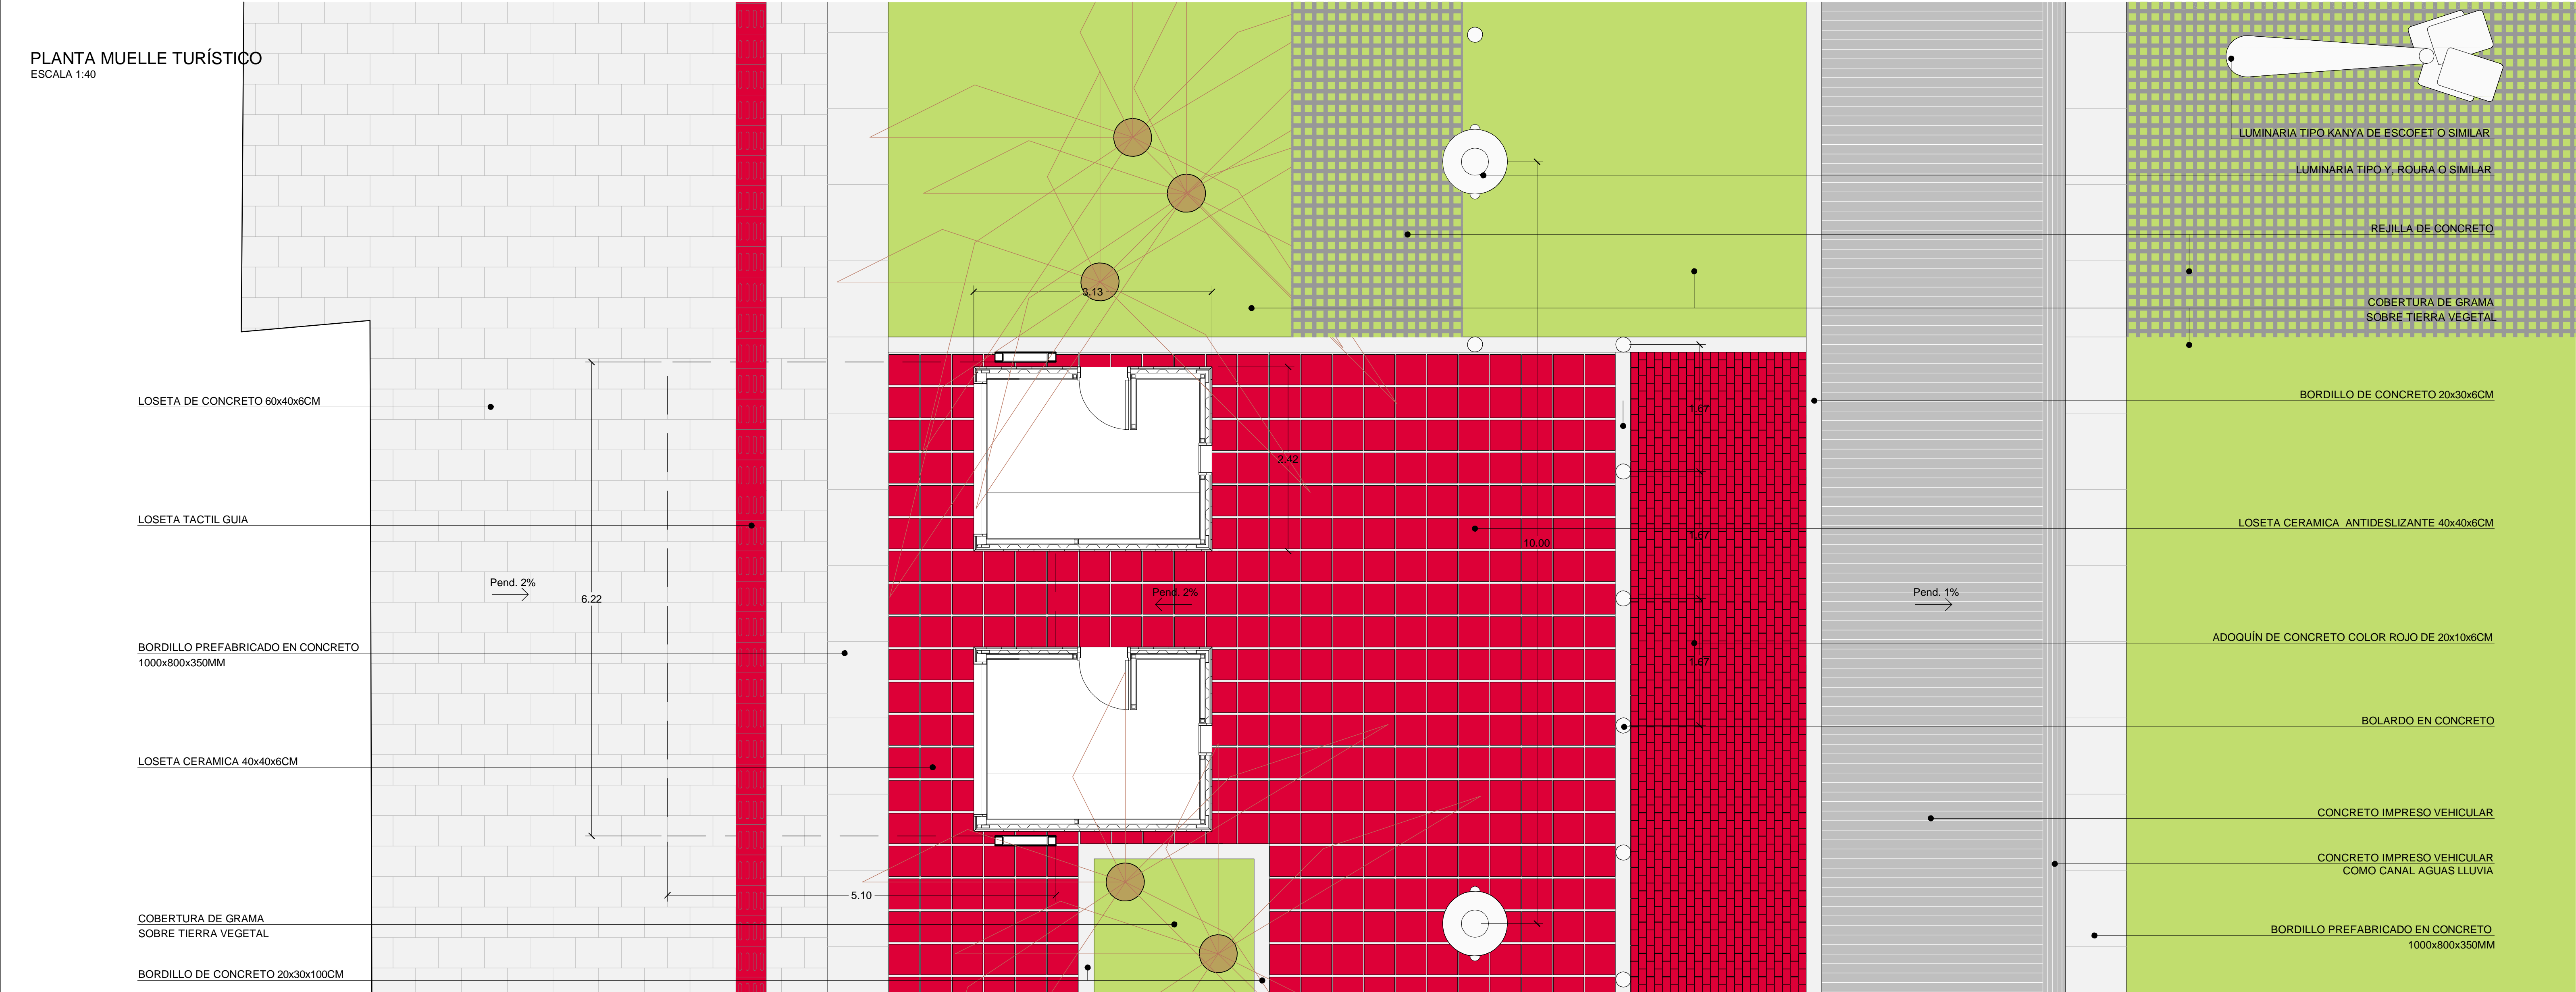 PLANTA MUELLE TURÍSTICO
ESCALA 1:40
LOSETA DE CONCRETO 60x40x6CM
LOSETA TACTIL GUIA
Pend. 2%
6.22
BORDILLO PREFABRICADO EN CONCRETO
1000x800x350MM
LOSETA CERAMICA 40x40x6CM
5.10
COBERTURA DE GRAMA
SOBRE TIERRA VEGETAL
BORDILLO DE CONCRETO 20x30x100CM
3.13
2.42
Pend. 2%
10.00
1.67
1.67
1.67
Pend. 1%
LUMINARIA TIPO KANYA DE ESCOFET O SIMILAR
LUMINARIA TIPO Y, ROURA O SIMILAR
REJILLA DE CONCRETO
COBERTURA DE GRAMA
SOBRE TIERRA VEGETAL
BORDILLO DE CONCRETO 20x30x6CM
LOSETA CERAMICA ANTIDESLIZANTE 40x40x6CM
ADOQUÍN DE CONCRETO COLOR ROJO DE 20x10x6CM
BOLARDO EN CONCRETO
CONCRETO IMPRESO VEHICULAR
CONCRETO IMPRESO VEHICULAR
COMO CANAL AGUAS LLUVIA
BORDILLO PREFABRICADO EN CONCRETO
1000x800x350MM